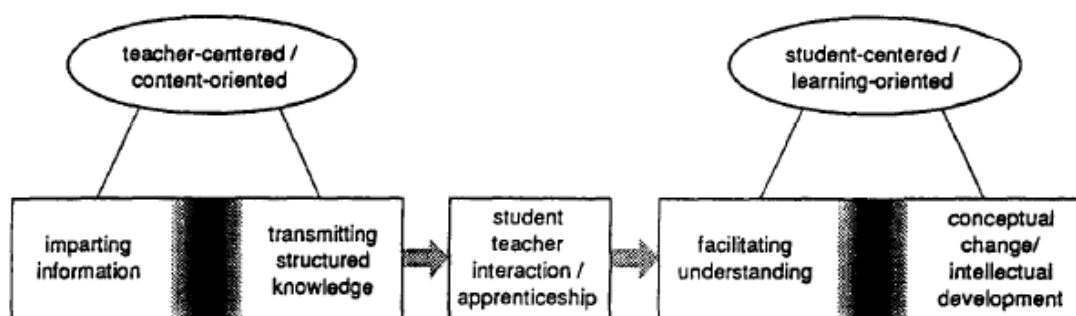 teacher-centered /
content-oriented
student-centered /
learning-oriented
imparting
information
transmitting
structured
knowledge
student
teacher
interaction /
apprenticeship
facilitating
understanding
conceptual
change/
intellectual
development